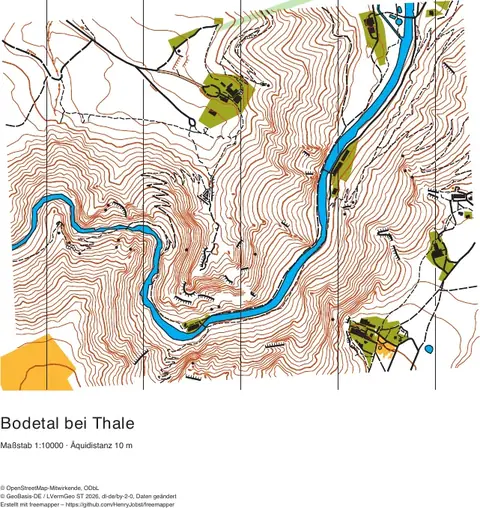 Bodetal bei Thale
Maßstab 1:10000 · Äquidistanz 10 m
© OpenStreetMap-Mitwirkende, ODbL
© GeoBasis-DE / LVermGeo ST 2026, dl-de/by-2-0, Daten geändert
Erstellt mit freemapper – https://github.com/HenryJobst/freemapper